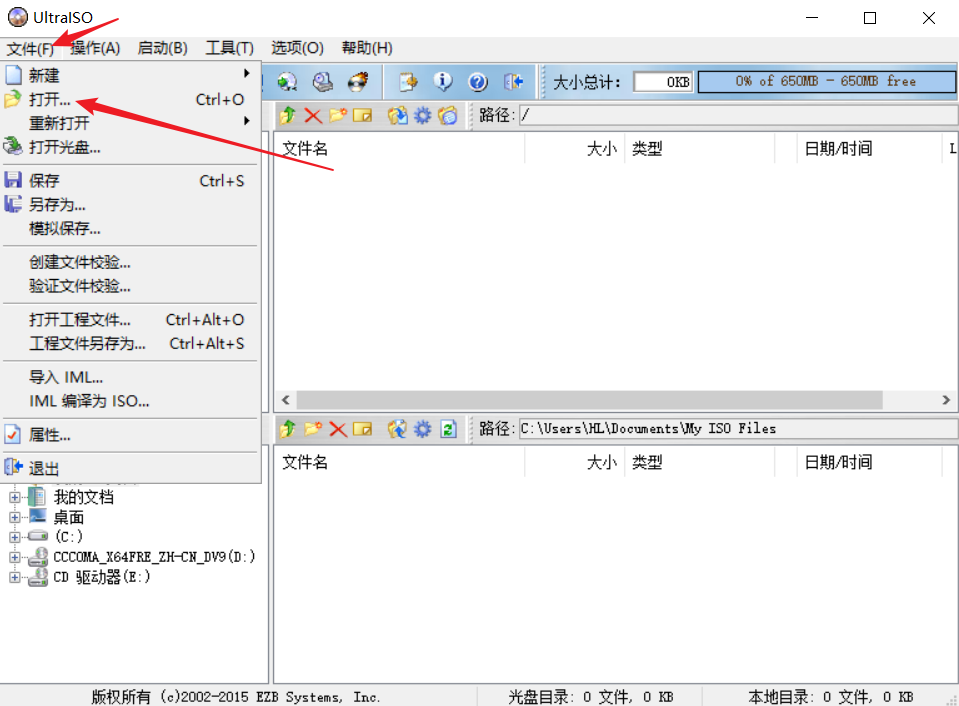 UltraISO
文件(F) 操作(A) 启动(B) 工具(T) 选项(O) 帮助(H)
新建
打开... Ctrl+O
重新打开
打开光盘...
保存 Ctrl+S
另存为...
模拟保存...
创建文件校验...
验证文件校验...
打开工程文件... Ctrl+Alt+O
工程文件另存为... Ctrl+Alt+S
导入 IML...
IML 编译为 ISO...
属性...
退出
大小总计: 0KB 0% of 650MB - 650MB free
路径: /
文件名 大小 类型 日期/时间 L
路径: C:\Users\HL\Documents\My ISO Files
文件名 大小 类型 日期/时间
我的文档
桌面
(C:)
CCCOMA_X64FRE_ZH-CN_DV9(D:)
CD 驱动器(E:)
版权所有 (c)2002-2015 EZB Systems, Inc. 光盘目录: 0 文件, 0 KB 本地目录: 0 文件, 0 KB